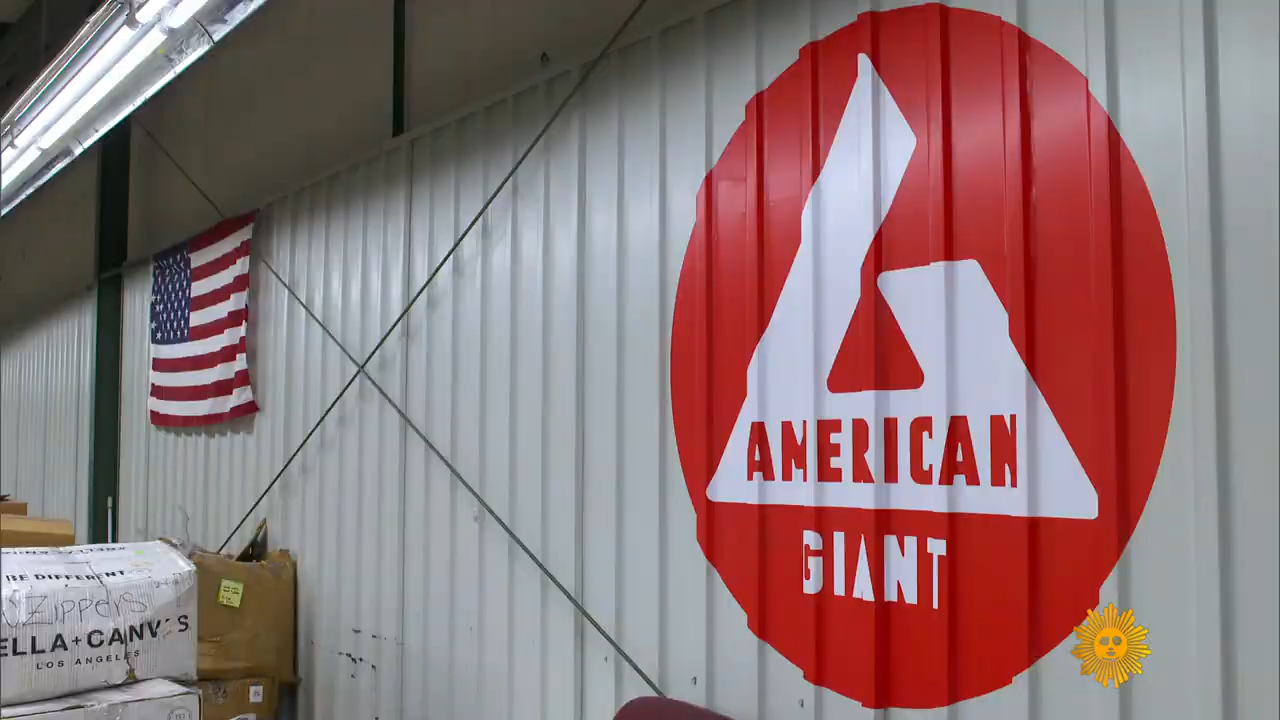 AMERICAN
GIANT
BE DIFFERENT
Zippers
ELLA+CANVAS
LOS ANGELES